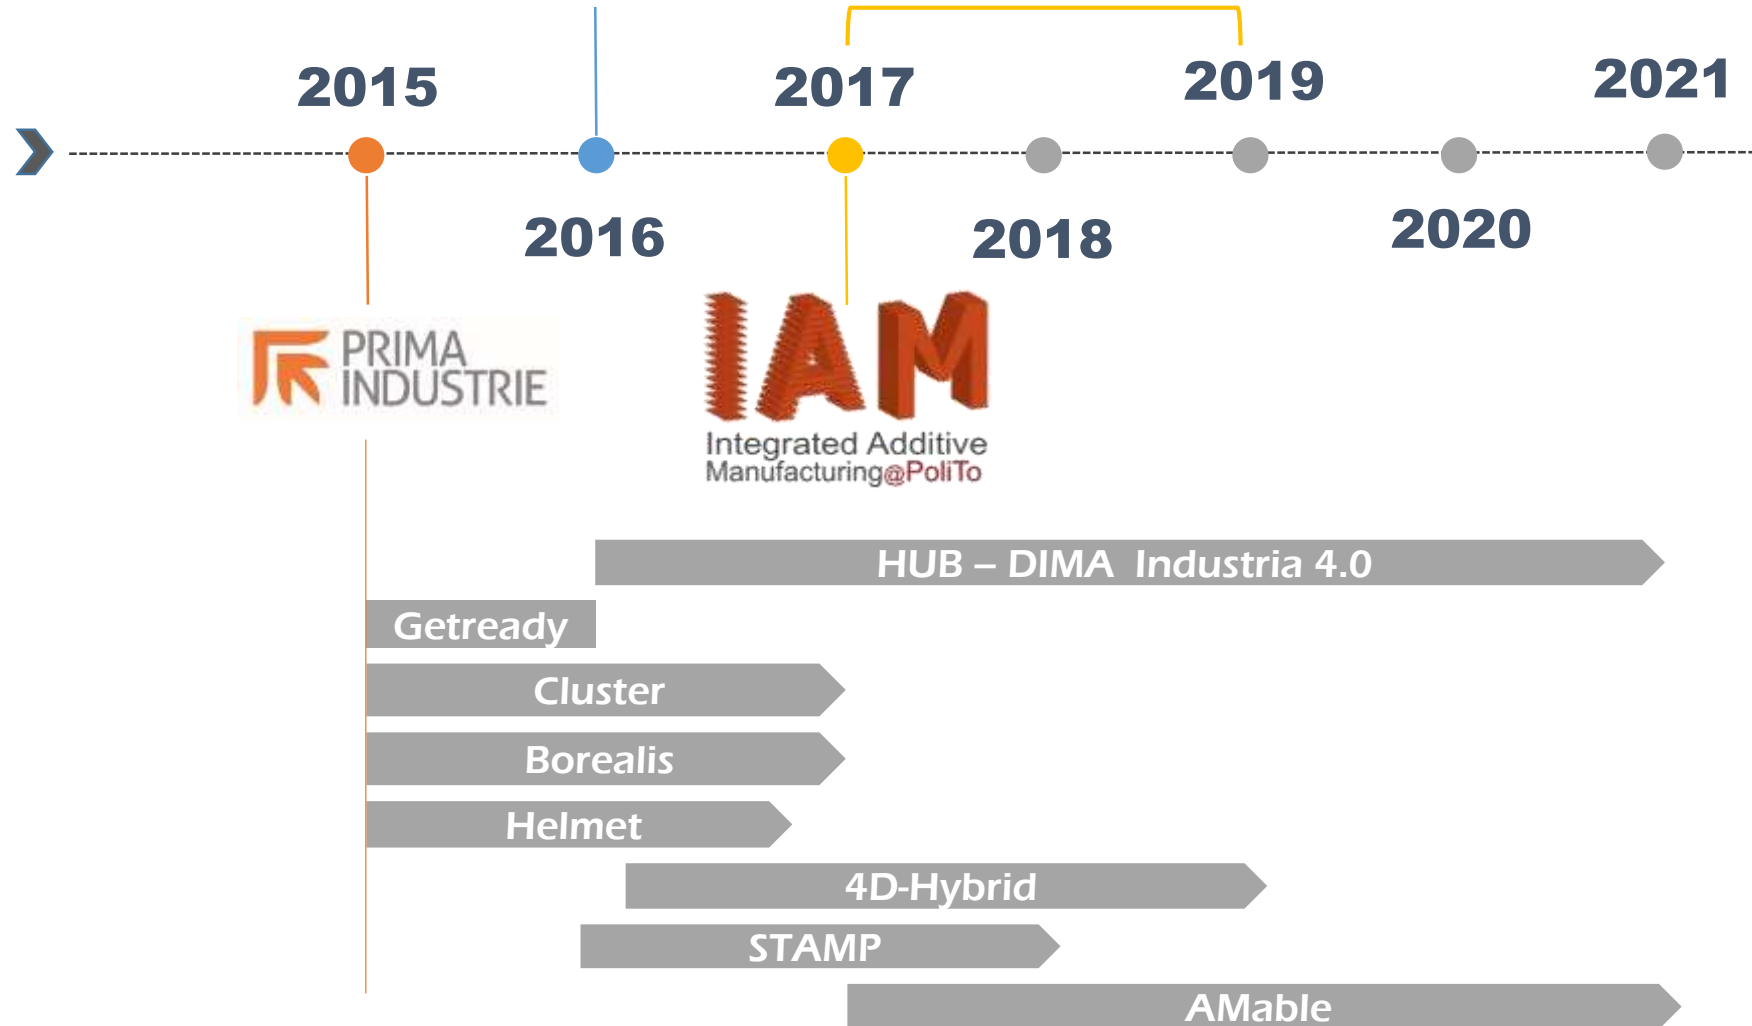 2015
2017
2019
2021
2016
2018
2020
PRIMA
INDUSTRIE
IAM
Integrated Additive
Manufacturing@PoliTo
HUB – DIMA Industria 4.0
Getready
Cluster
Borealis
Helmet
4D-Hybrid
STAMP
AMable